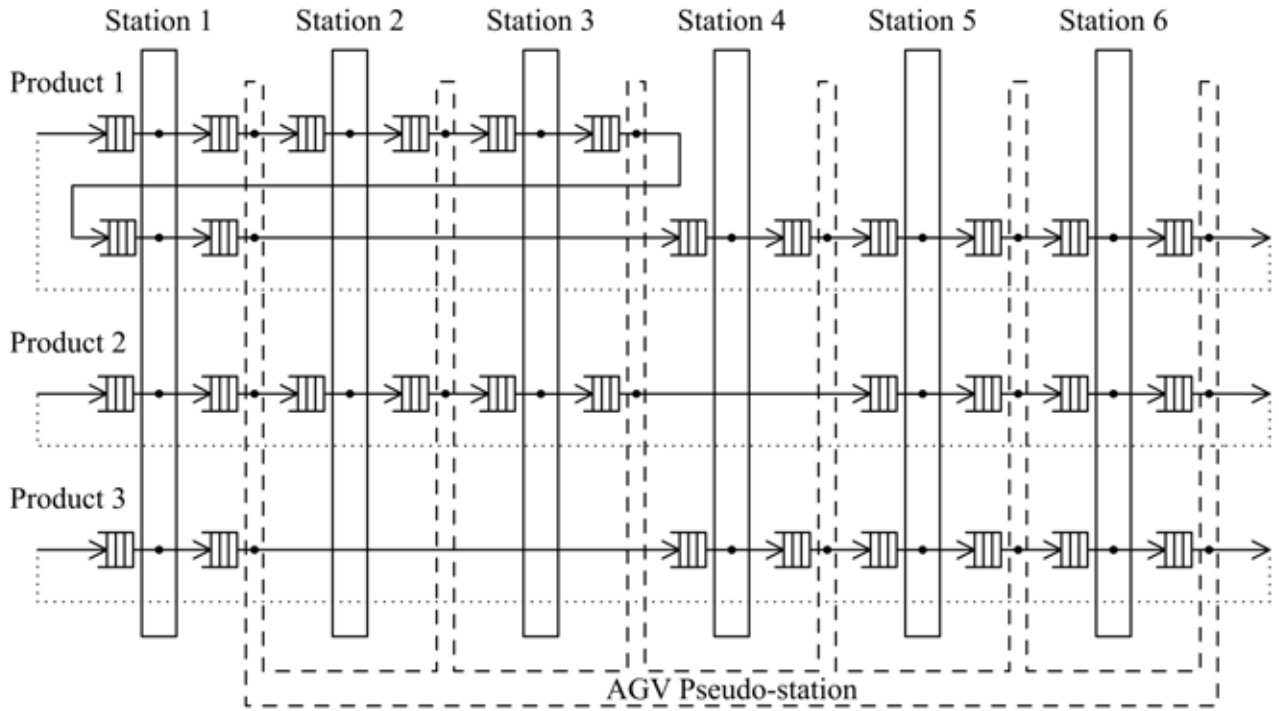 Station 1 Station 2 Station 3 Station 4 Station 5 Station 6
Product 1
Product 2
Product 3
AGV Pseudo-station